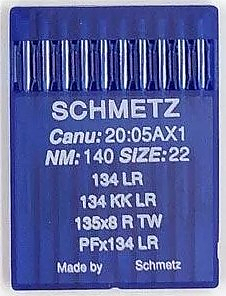 SCHMETZ
Canu: 20:05AX1
NM: 140 SIZE: 22
134 LR
134 KK LR
135x8 R TW
PFx134 LR
Made by Schmetz